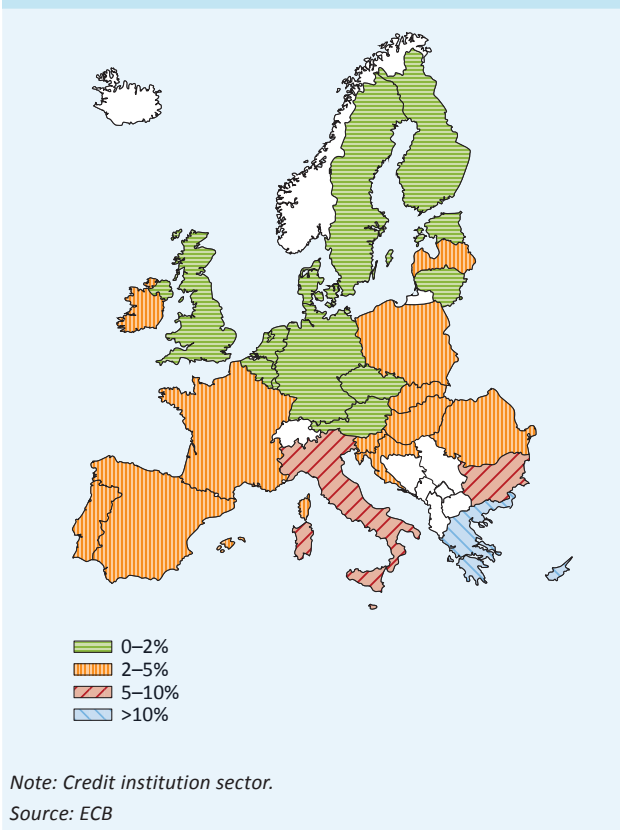 0–2%
2–5%
5–10%
>10%
Note: Credit institution sector.
Source: ECB